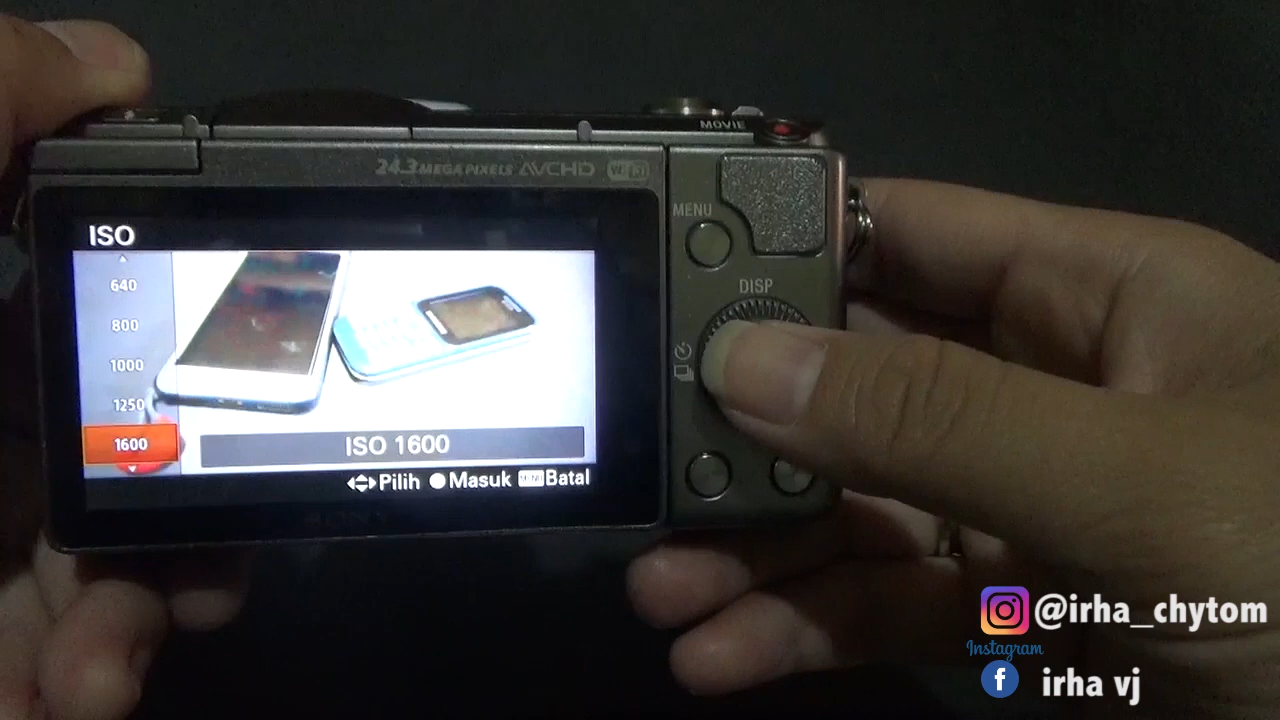 MOVIE
24.3 MEGA PIXELS AVCHD Wi Fi
MENU
DISP
ISO
640
800
1000
1250
1600
ISO 1600
Pilih Masuk MENU Batal
SONY
@irha_chytom
Instagram
f irha vj